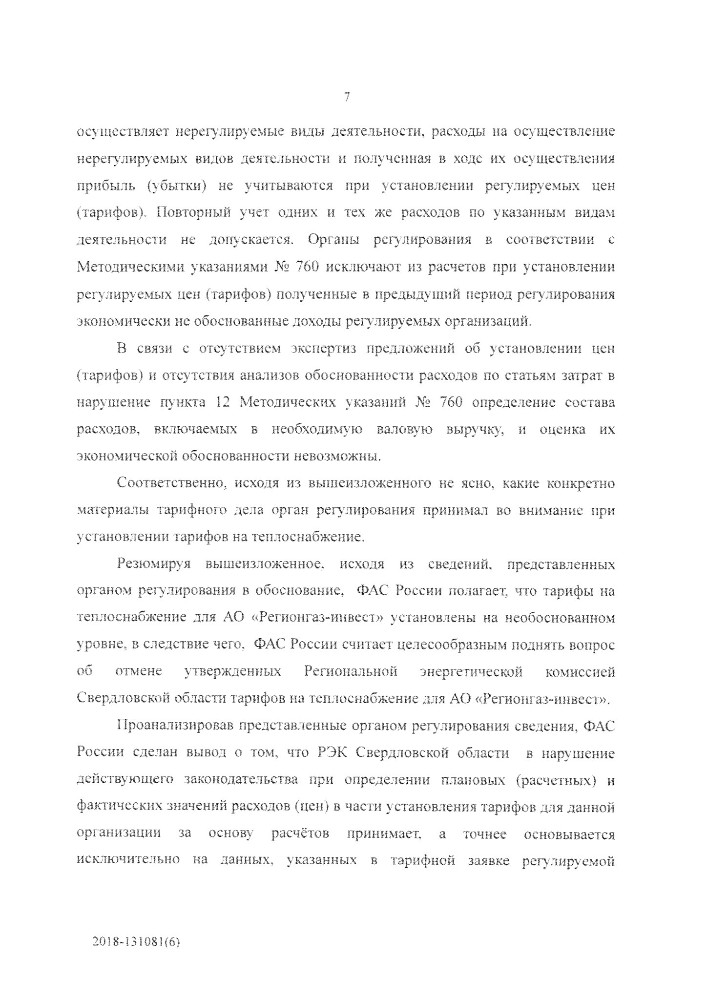 7
осуществляет нерегулируемые виды деятельности, расходы на осуществление
нерегулируемых видов деятельности и полученная в ходе их осуществления
прибыль (убытки) не учитываются при установлении регулируемых цен
(тарифов). Повторный учет одних и тех же расходов по указанным видам
деятельности не допускается. Органы регулирования в соответствии с
Методическими указаниями № 760 исключают из расчетов при установлении
регулируемых цен (тарифов) полученные в предыдущий период регулирования
экономически не обоснованные доходы регулируемых организаций.
В связи с отсутствием экспертиз предложений об установлении цен
(тарифов) и отсутствия анализов обоснованности расходов по статьям затрат в
нарушение пункта 12 Методических указаний № 760 определение состава
расходов, включаемых в необходимую валовую выручку, и оценка их
экономической обоснованности невозможны.
Соответственно, исходя из вышеизложенного не ясно, какие конкретно
материалы тарифного дела орган регулирования принимал во внимание при
установлении тарифов на теплоснабжение.
Резюмируя вышеизложенное, исходя из сведений, представленных
органом регулирования в обоснование, ФАС России полагает, что тарифы на
теплоснабжение для АО «Регионгаз-инвест» установлены на необоснованном
уровне, в следствие чего, ФАС России считает целесообразным поднять вопрос
об отмене утвержденных Региональной энергетической комиссией
Свердловской области тарифов на теплоснабжение для АО «Регионгаз-инвест».
Проанализировав представленные органом регулирования сведения, ФАС
России сделан вывод о том, что РЭК Свердловской области в нарушение
действующего законодательства при определении плановых (расчетных) и
фактических значений расходов (цен) в части установления тарифов для данной
организации за основу расчётов принимает, а точнее основывается
исключительно на данных, указанных в тарифной заявке регулируемой
2018-131081(6)